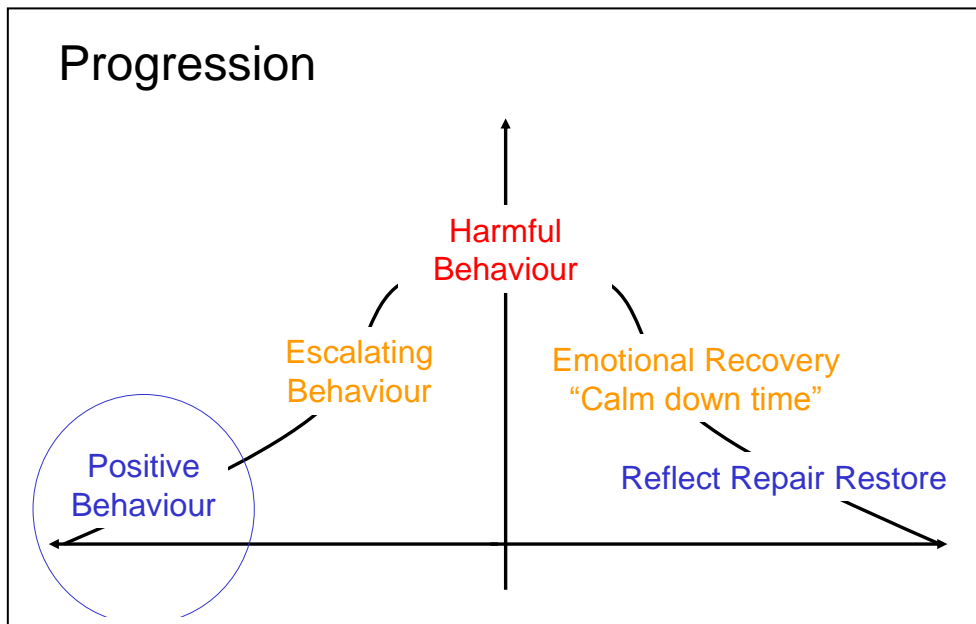 Progression
Harmful
Behaviour
Escalating
Behaviour
Emotional Recovery
“Calm down time”
Positive
Behaviour
Reflect Repair Restore